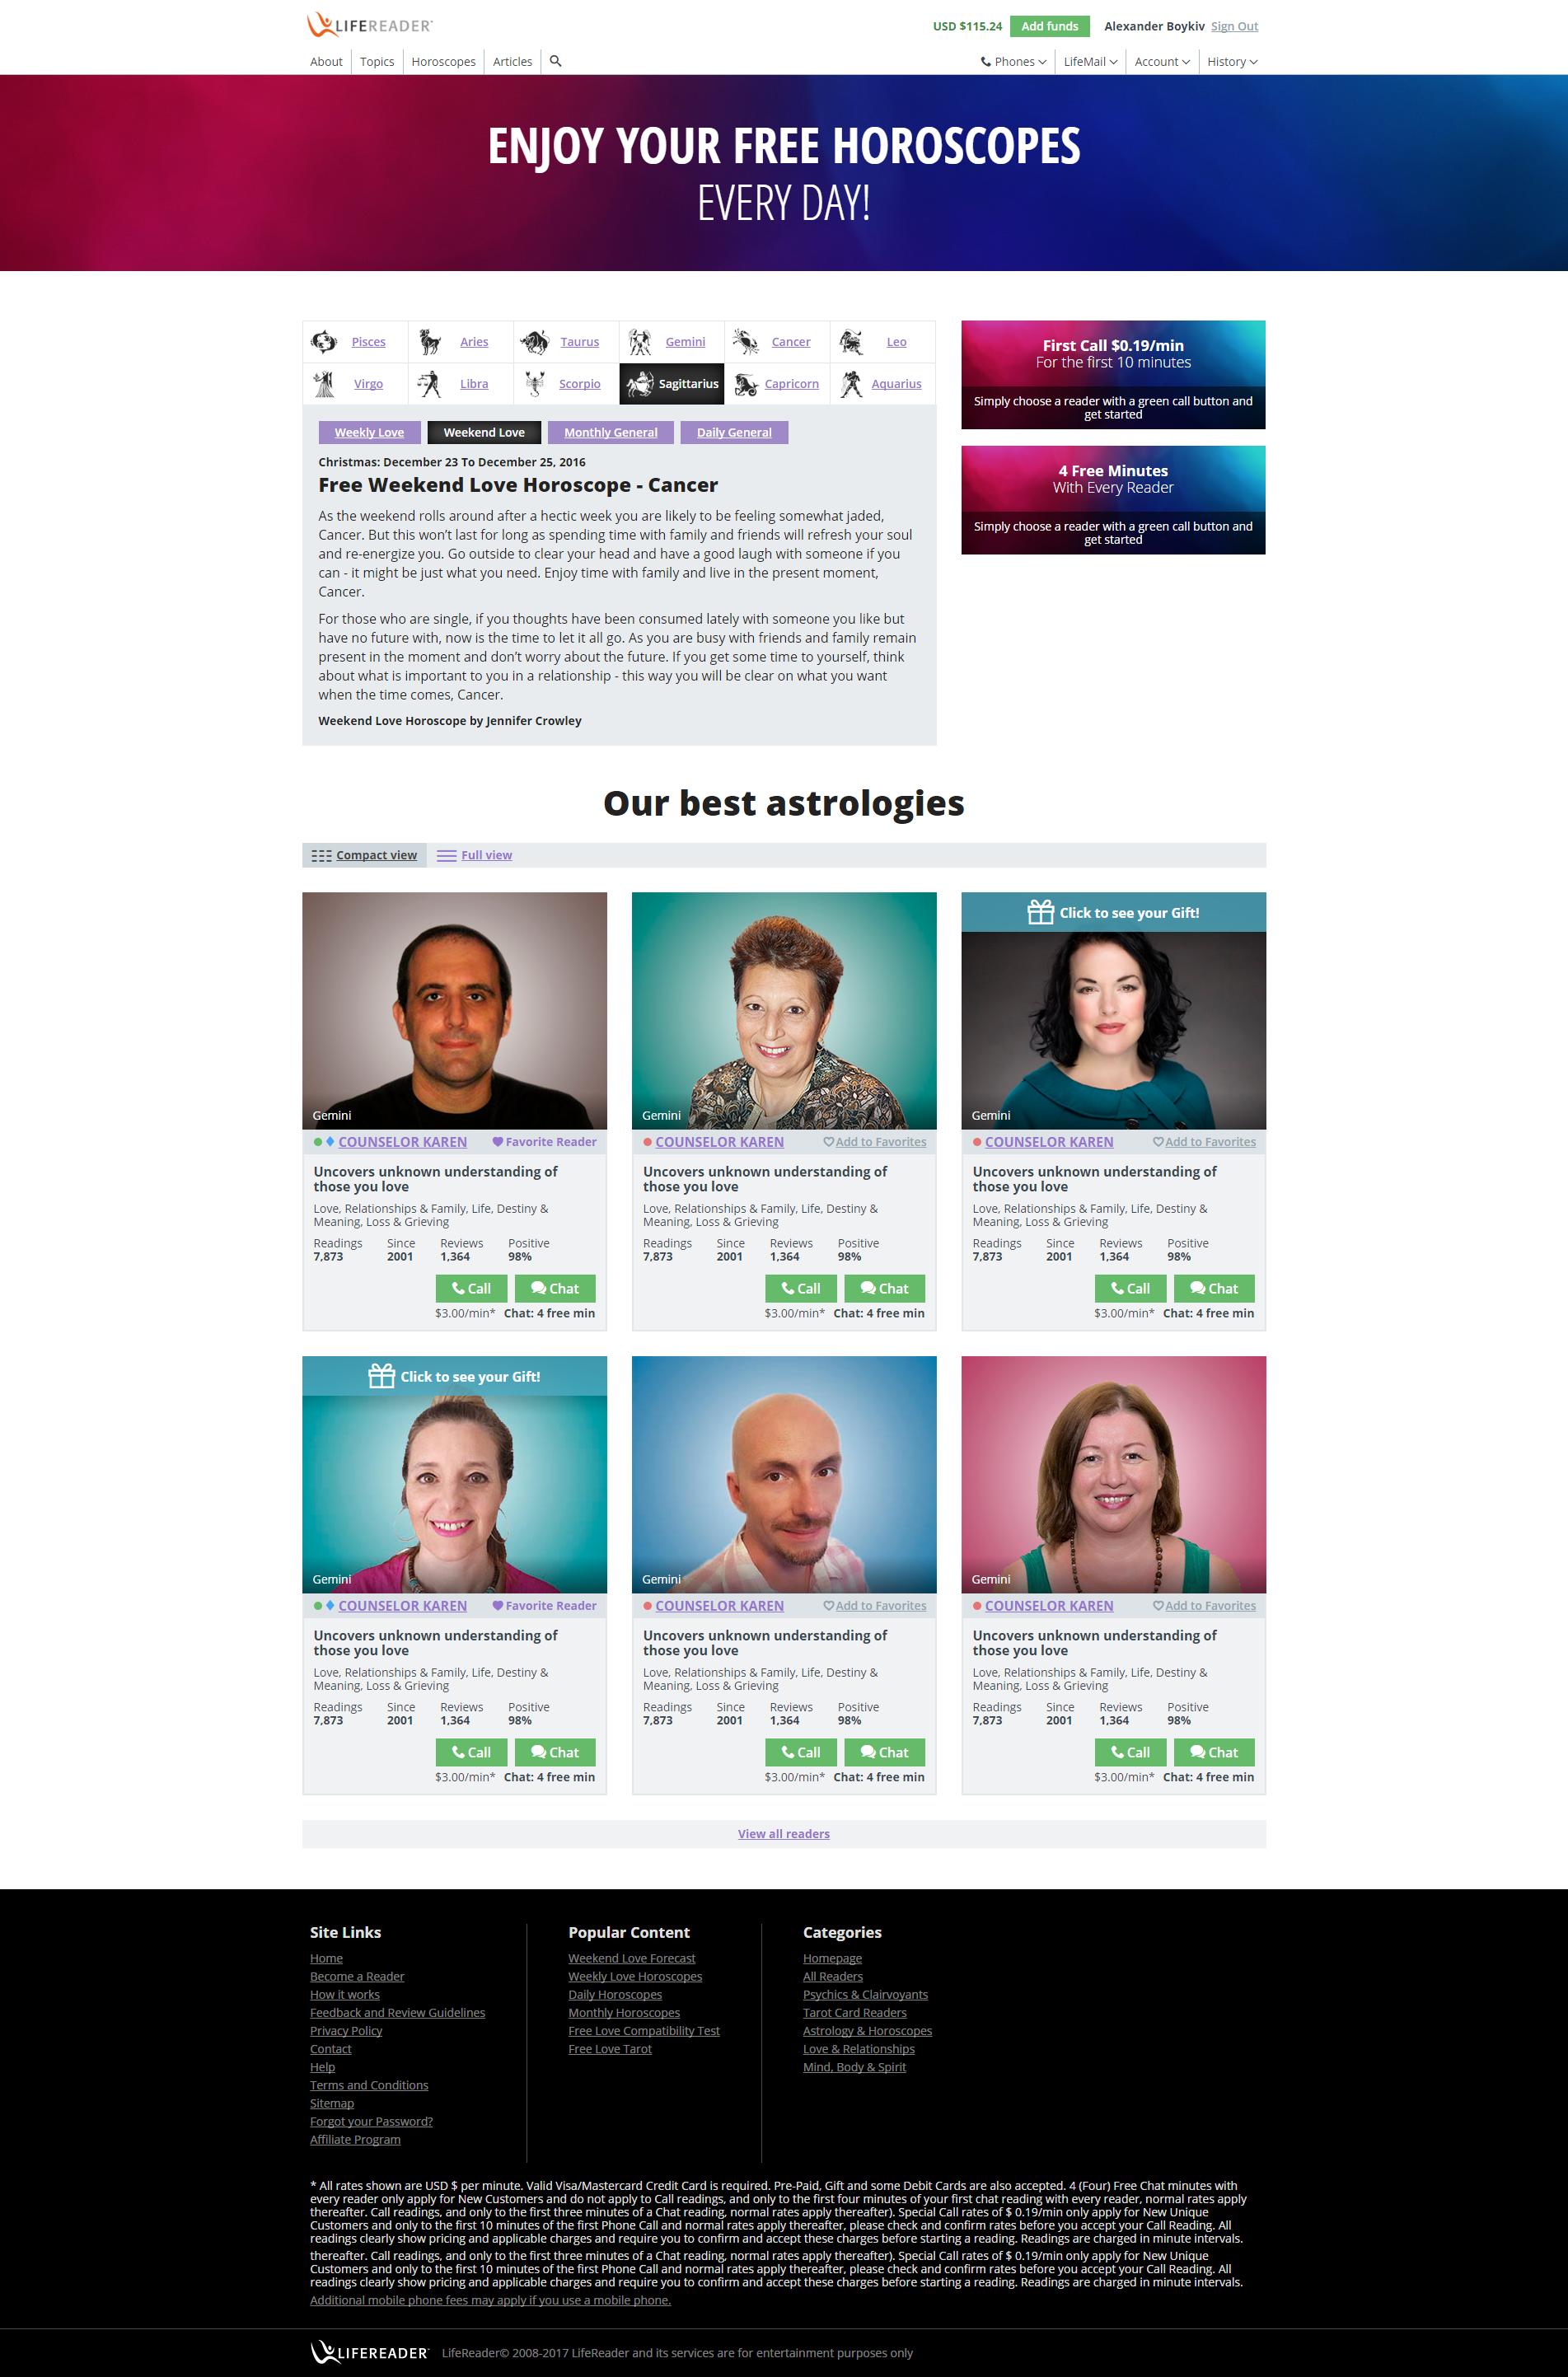 LIFEREADER
USD $115.24 Add funds Alexander Boykiv Sign Out
About Topics Horoscopes Articles
Phones LifeMail Account History
ENJOY YOUR FREE HOROSCOPES
EVERY DAY!
Pisces Aries Taurus Gemini Cancer Leo
Virgo Libra Scorpio Sagittarius Capricorn Aquarius
Weekly Love Weekend Love Monthly General Daily General
Christmas: December 23 To December 25, 2016
Free Weekend Love Horoscope - Cancer
As the weekend rolls around after a hectic week you are likely to be feeling somewhat jaded,
Cancer. But this won’t last for long as spending time with family and friends will refresh your soul
and re-energize you. Go outside to clear your head and have a good laugh with someone if you
can - it might be just what you need. Enjoy time with family and live in the present moment,
Cancer.
For those who are single, if you thoughts have been consumed lately with someone you like but
have no future with, now is the time to let it all go. As you are busy with friends and family remain
present in the moment and don’t worry about the future. If you get some time to yourself, think
about what is important to you in a relationship - this way you will be clear on what you want
when the time comes, Cancer.
Weekend Love Horoscope by Jennifer Crowley
First Call $0.19/min
For the first 10 minutes
Simply choose a reader with a green call button and
get started
4 Free Minutes
With Every Reader
Simply choose a reader with a green call button and
get started
Our best astrologies
Compact view Full view
Gemini
COUNSELOR KAREN Favorite Reader
Uncovers unknown understanding of
those you love
Love, Relationships & Family, Life, Destiny &
Meaning, Loss & Grieving
Readings Since Reviews Positive
7,873 2001 1,364 98%
Call Chat
$3.00/min* Chat: 4 free min
Gemini
COUNSELOR KAREN Add to Favorites
Uncovers unknown understanding of
those you love
Love, Relationships & Family, Life, Destiny &
Meaning, Loss & Grieving
Readings Since Reviews Positive
7,873 2001 1,364 98%
Call Chat
$3.00/min* Chat: 4 free min
Click to see your Gift!
Gemini
COUNSELOR KAREN Add to Favorites
Uncovers unknown understanding of
those you love
Love, Relationships & Family, Life, Destiny &
Meaning, Loss & Grieving
Readings Since Reviews Positive
7,873 2001 1,364 98%
Call Chat
$3.00/min* Chat: 4 free min
Click to see your Gift!
Gemini
COUNSELOR KAREN Favorite Reader
Uncovers unknown understanding of
those you love
Love, Relationships & Family, Life, Destiny &
Meaning, Loss & Grieving
Readings Since Reviews Positive
7,873 2001 1,364 98%
Call Chat
$3.00/min* Chat: 4 free min
Gemini
COUNSELOR KAREN Add to Favorites
Uncovers unknown understanding of
those you love
Love, Relationships & Family, Life, Destiny &
Meaning, Loss & Grieving
Readings Since Reviews Positive
7,873 2001 1,364 98%
Call Chat
$3.00/min* Chat: 4 free min
Gemini
COUNSELOR KAREN Add to Favorites
Uncovers unknown understanding of
those you love
Love, Relationships & Family, Life, Destiny &
Meaning, Loss & Grieving
Readings Since Reviews Positive
7,873 2001 1,364 98%
Call Chat
$3.00/min* Chat: 4 free min
View all readers
Site Links
Home
Become a Reader
How it works
Feedback and Review Guidelines
Privacy Policy
Contact
Help
Terms and Conditions
Sitemap
Forgot your Password?
Affiliate Program
Popular Content
Weekend Love Forecast
Weekly Love Horoscopes
Daily Horoscopes
Monthly Horoscopes
Free Love Compatibility Test
Free Love Tarot
Categories
Homepage
All Readers
Psychics & Clairvoyants
Tarot Card Readers
Astrology & Horoscopes
Love & Relationships
Mind, Body & Spirit
* All rates shown are USD $ per minute. Valid Visa/Mastercard Credit Card is required. Pre-Paid, Gift and some Debit Cards are also accepted. 4 (Four) Free Chat minutes with
every reader only apply for New Customers and do not apply to Call readings, and only to the first four minutes of your first chat reading with every reader, normal rates apply
thereafter. Call readings, and only to the first three minutes of a Chat reading, normal rates apply thereafter). Special Call rates of $ 0.19/min only apply for New Unique
Customers and only to the first 10 minutes of the first Phone Call and normal rates apply thereafter, please check and confirm rates before you accept your Call Reading. All
readings clearly show pricing and applicable charges and require you to confirm and accept these charges before starting a reading. Readings are charged in minute intervals.
thereafter. Call readings, and only to the first three minutes of a Chat reading, normal rates apply thereafter). Special Call rates of $ 0.19/min only apply for New Unique
Customers and only to the first 10 minutes of the first Phone Call and normal rates apply thereafter, please check and confirm rates before you accept your Call Reading. All
readings clearly show pricing and applicable charges and require you to confirm and accept these charges before starting a reading. Readings are charged in minute intervals.
Additional mobile phone fees may apply if you use a mobile phone.
LIFEREADER LifeReader© 2008-2017 LifeReader and its services are for entertainment purposes only